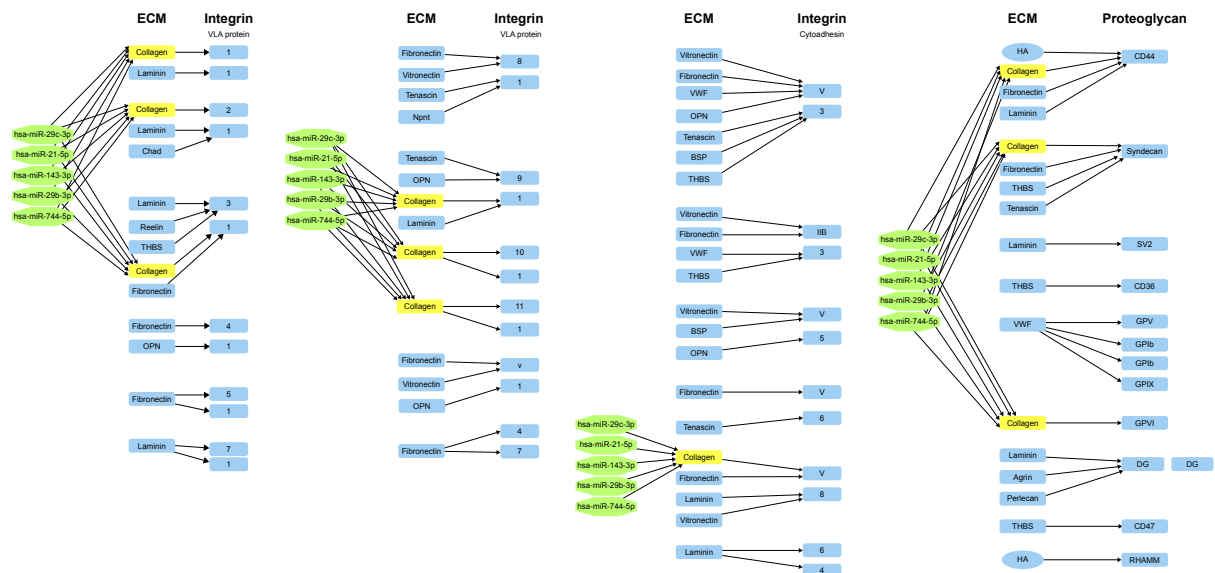 ECM Integrin
VLA protein
Collagen 1
Laminin 1
Collagen 2
Laminin 1
Chad
hsa-miR-29c-3p
hsa-miR-21-5p
hsa-miR-143-3p
hsa-miR-29b-3p
hsa-miR-744-5p
Laminin 3
Reelin 1
THBS
Collagen
Fibronectin
Fibronectin 4
OPN 1
Fibronectin 5
1
Laminin 7
1
ECM Integrin
VLA protein
Fibronectin 8
Vitronectin 1
Tenascin
Npnt
hsa-miR-29c-3p
hsa-miR-21-5p
hsa-miR-143-3p
hsa-miR-29b-3p
hsa-miR-744-5p
Tenascin 9
OPN 1
Collagen
Laminin
Collagen 10
1
Collagen 11
1
Fibronectin v
Vitronectin 1
OPN
4
Fibronectin 7
ECM Integrin
Cytoadhesin
Vitronectin
Fibronectin V
VWF 3
OPN
Tenascin
BSP
THBS
Vitronectin IIB
Fibronectin 3
VWF
THBS
Vitronectin V
BSP 5
OPN
Fibronectin V
Tenascin 6
hsa-miR-29c-3p
hsa-miR-21-5p
hsa-miR-143-3p
hsa-miR-29b-3p
hsa-miR-744-5p
Collagen V
Fibronectin 8
Laminin
Vitronectin
Laminin 6
4
ECM Proteoglycan
HA CD44
Collagen
Fibronectin
Laminin
Collagen Syndecan
Fibronectin
THBS
Tenascin
hsa-miR-29c-3p
hsa-miR-21-5p
hsa-miR-143-3p
hsa-miR-29b-3p
hsa-miR-744-5p
Laminin SV2
THBS CD36
VWF GPV
GPIb
GPIb
GPIX
Collagen GPVI
Laminin DG DG
Agrin
Perlecan
THBS CD47
HA RHAMM